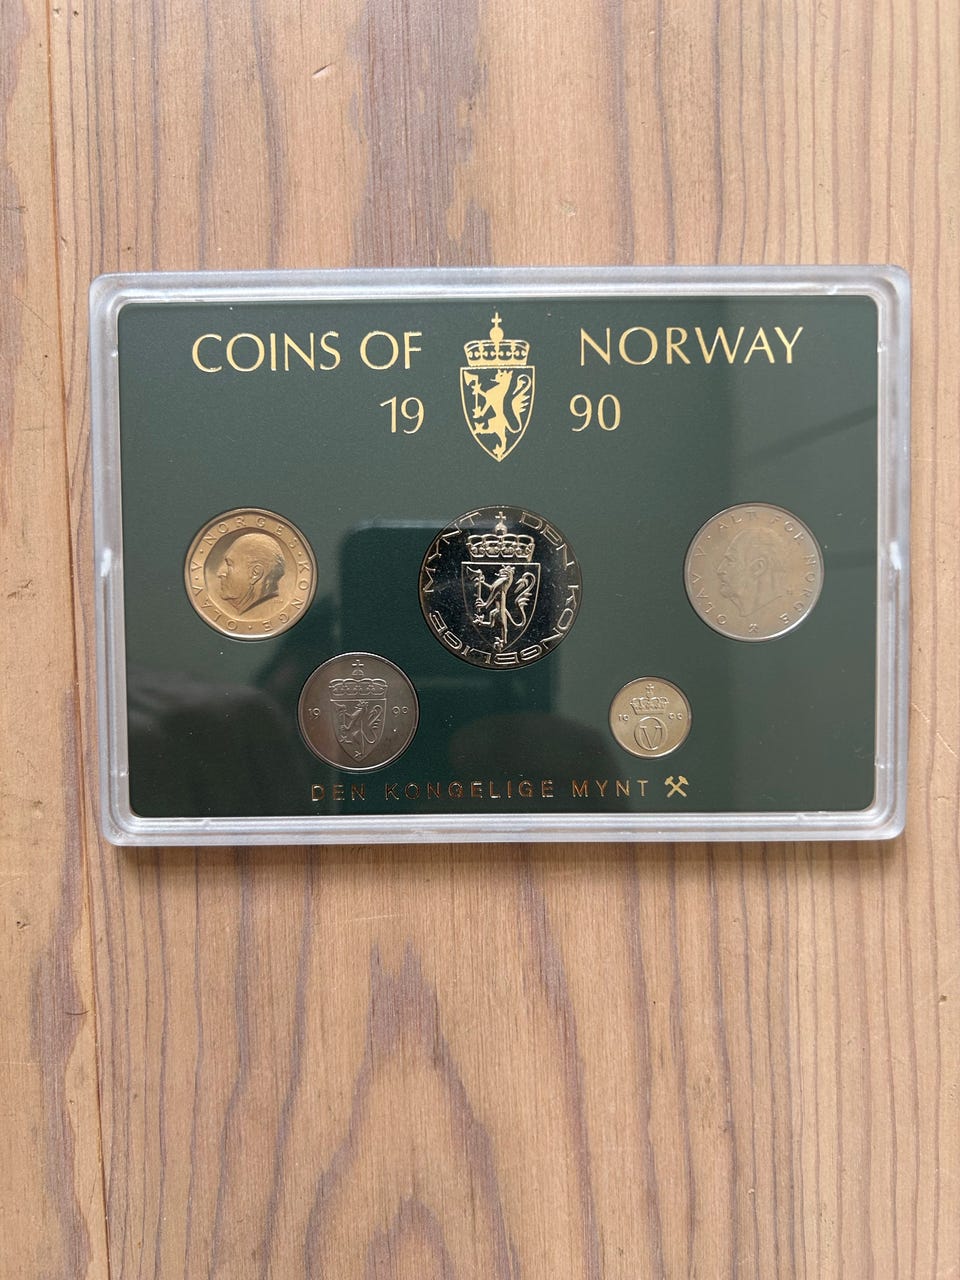 COINS OF NORWAY
19 90
OLAV · V · NORGES · KONGE
DEN KONGELIGE MYNT
OLAV · V · ALT FOR NORGE
19 90
19 90
DEN KONGELIGE MYNT